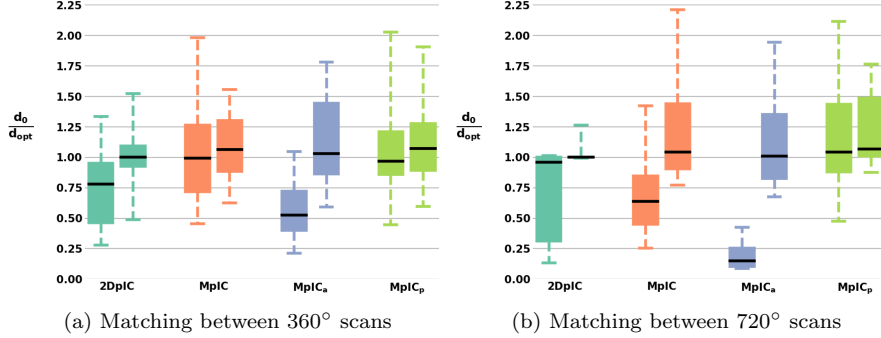 2.25
2.00
1.75
1.50
1.25
1.00
0.75
0.50
0.25
0.00
d₀
d_opt
2DpIC MpIC MpICₐ MpICₚ
(a) Matching between 360° scans
2.25
2.00
1.75
1.50
1.25
1.00
0.75
0.50
0.25
0.00
d₀
d_opt
2DpIC MpIC MpICₐ MpICₚ
(b) Matching between 720° scans